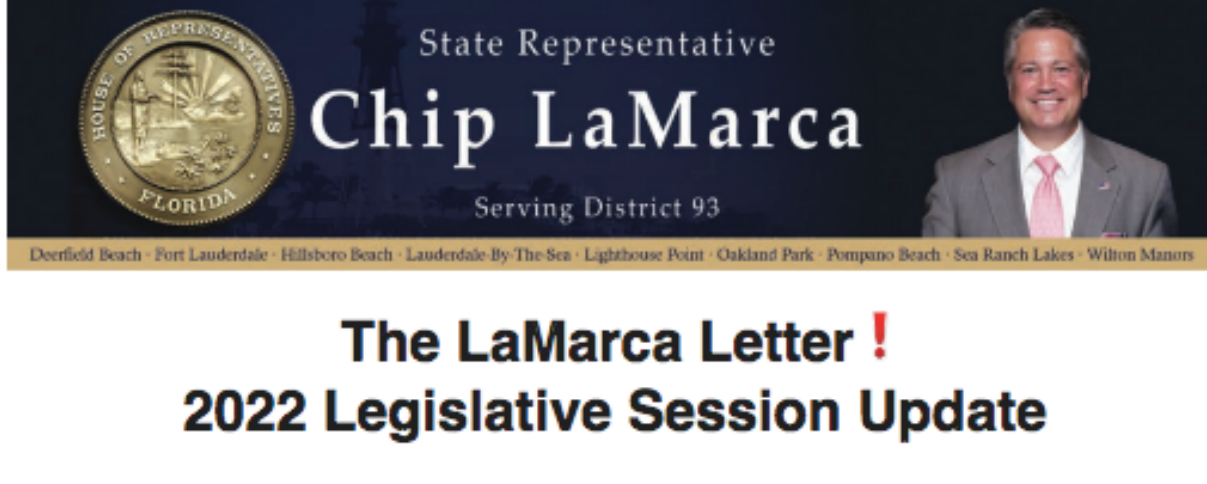 HOUSE OF REPRESENTATIVES
FLORIDA
State Representative
Chip LaMarca
Serving District 93
Deerfield Beach · Fort Lauderdale · Hillsboro Beach · Lauderdale-By-The-Sea · Lighthouse Point · Oakland Park · Pompano Beach · Sea Ranch Lakes · Wilton Manors
The LaMarca Letter❗
2022 Legislative Session Update